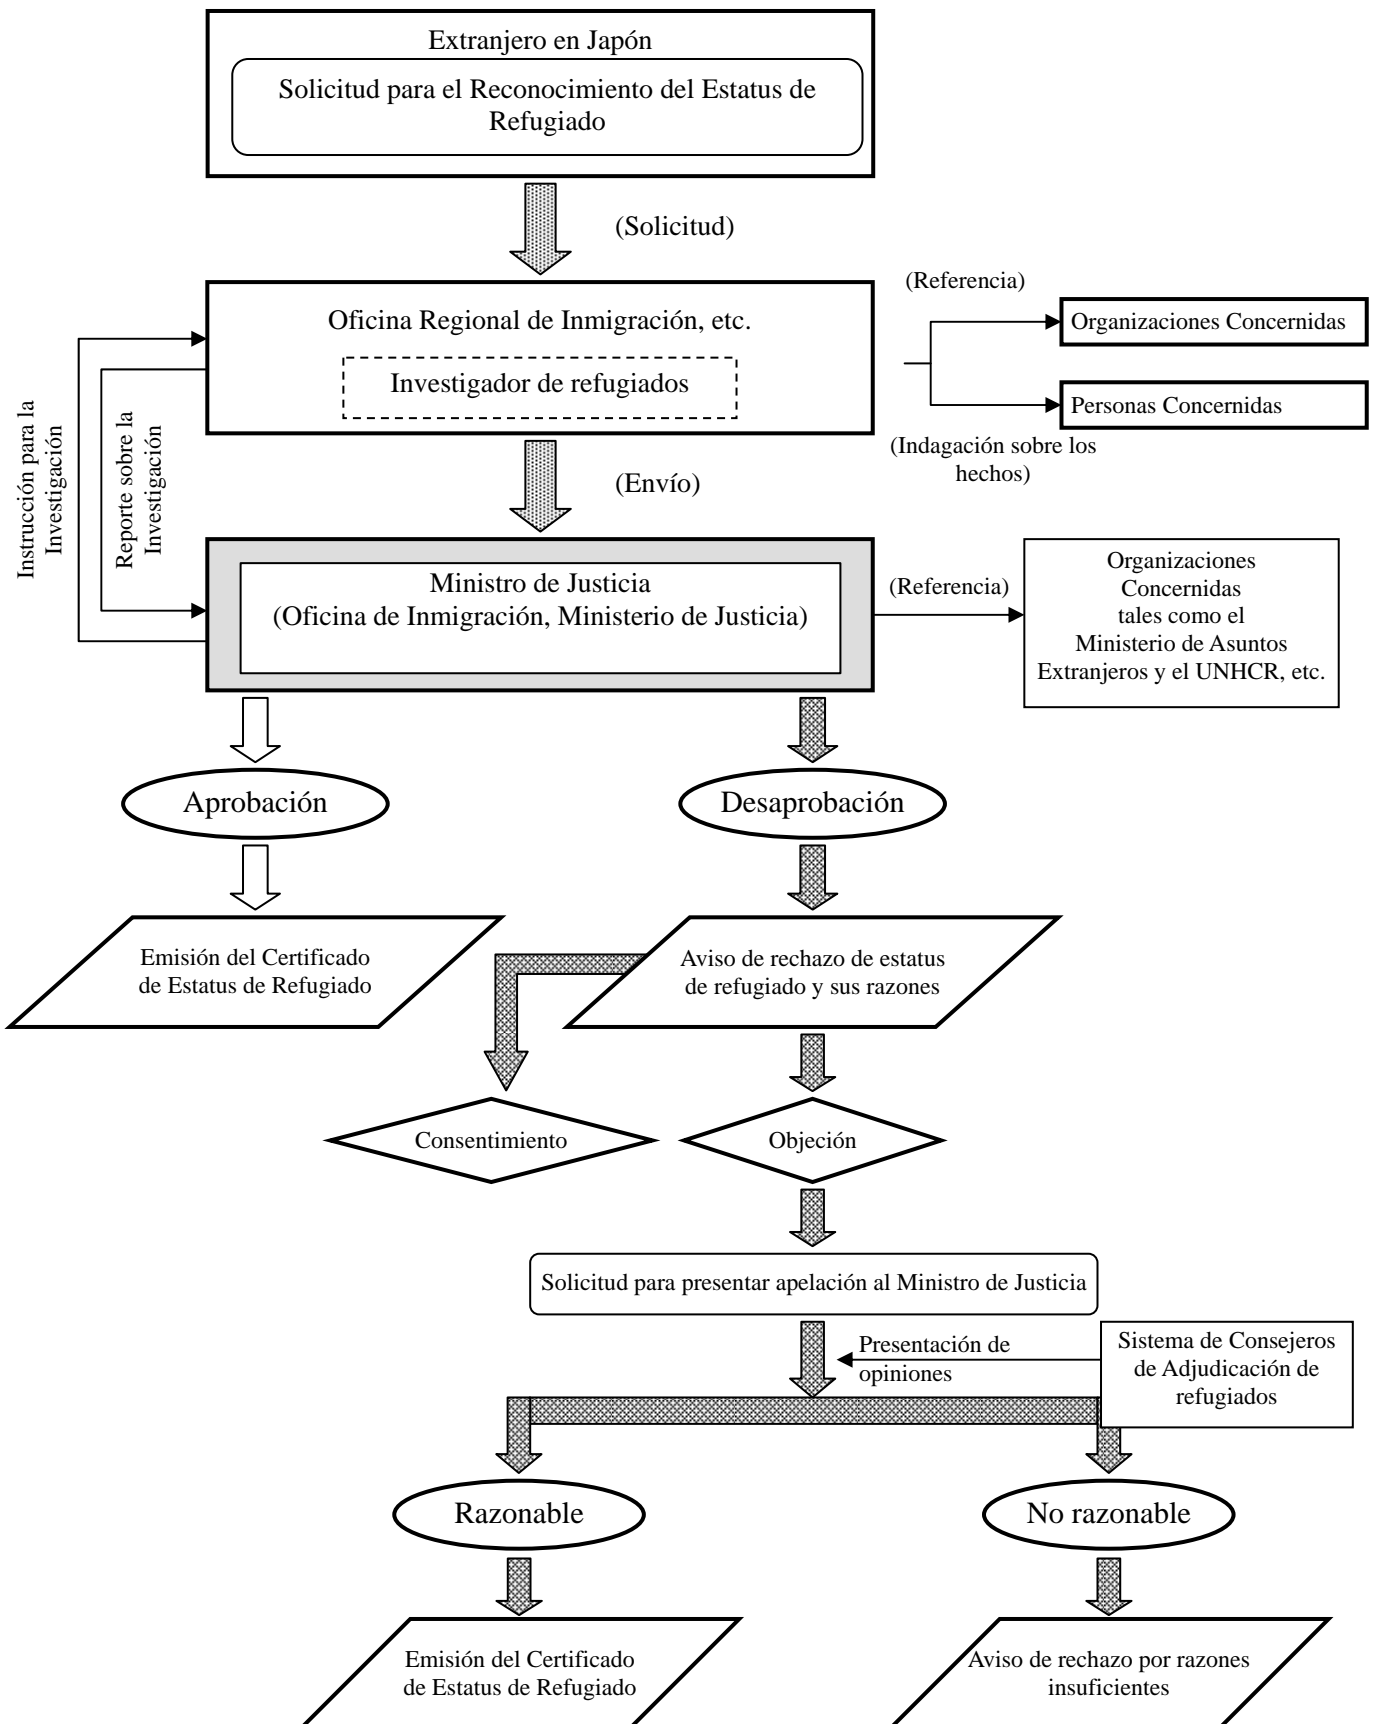 Extranjero en Japón
Solicitud para el Reconocimiento del Estatus de
Refugiado
(Solicitud)
Oficina Regional de Inmigración, etc.
Investigador de refugiados
(Referencia)
Organizaciones Concernidas
Personas Concernidas
(Indagación sobre los
hechos)
Instrucción para la
Investigación
Reporte sobre la
Investigación
(Envío)
Ministro de Justicia
(Oficina de Inmigración, Ministerio de Justicia)
(Referencia)
Organizaciones
Concernidas
tales como el
Ministerio de Asuntos
Extranjeros y el UNHCR, etc.
Aprobación
Desaprobación
Emisión del Certificado
de Estatus de Refugiado
Aviso de rechazo de estatus
de refugiado y sus razones
Consentimiento
Objeción
Solicitud para presentar apelación al Ministro de Justicia
Presentación de
opiniones
Sistema de Consejeros
de Adjudicación de
refugiados
Razonable
No razonable
Emisión del Certificado
de Estatus de Refugiado
Aviso de rechazo por razones
insuficientes